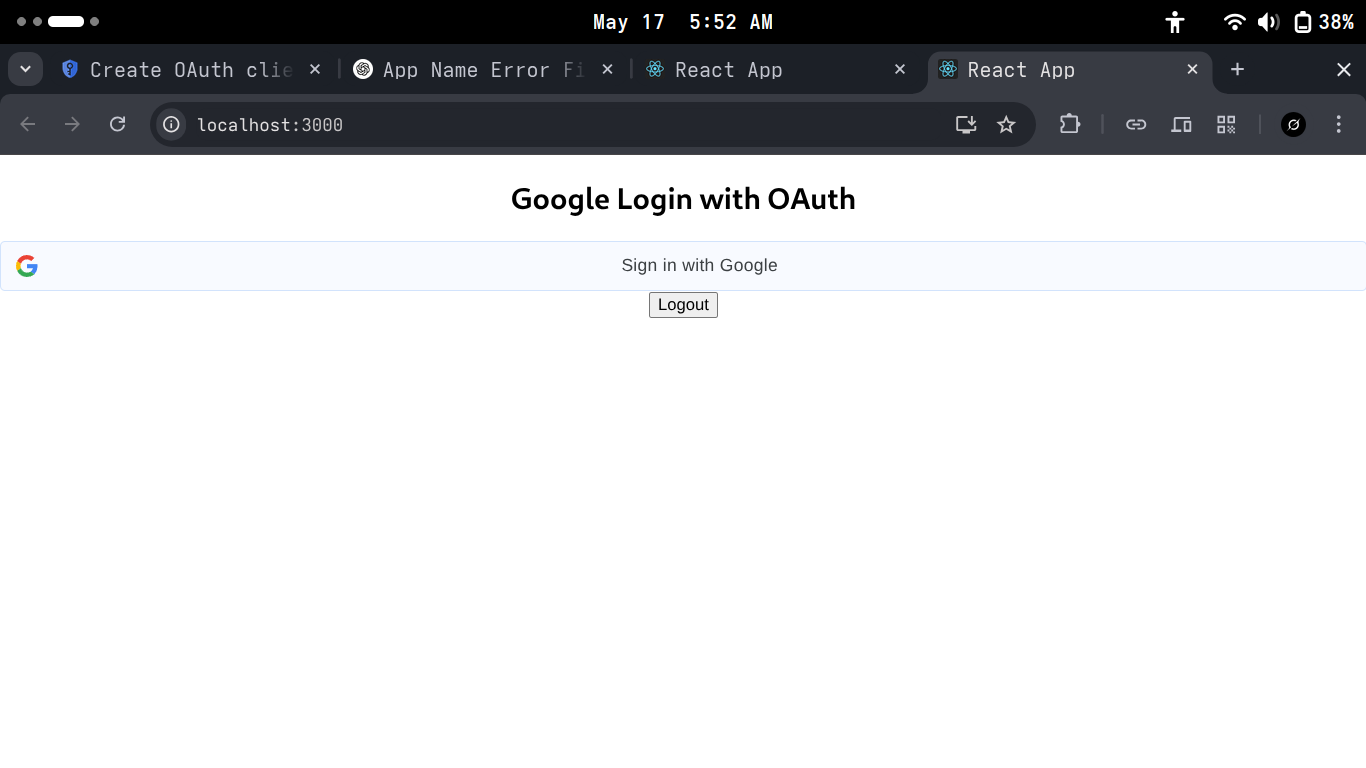 May 17  5:52 AM
38%
Create OAuth clie
App Name Error Fi
React App
React App
localhost:3000
Google Login with OAuth
Sign in with Google
Logout